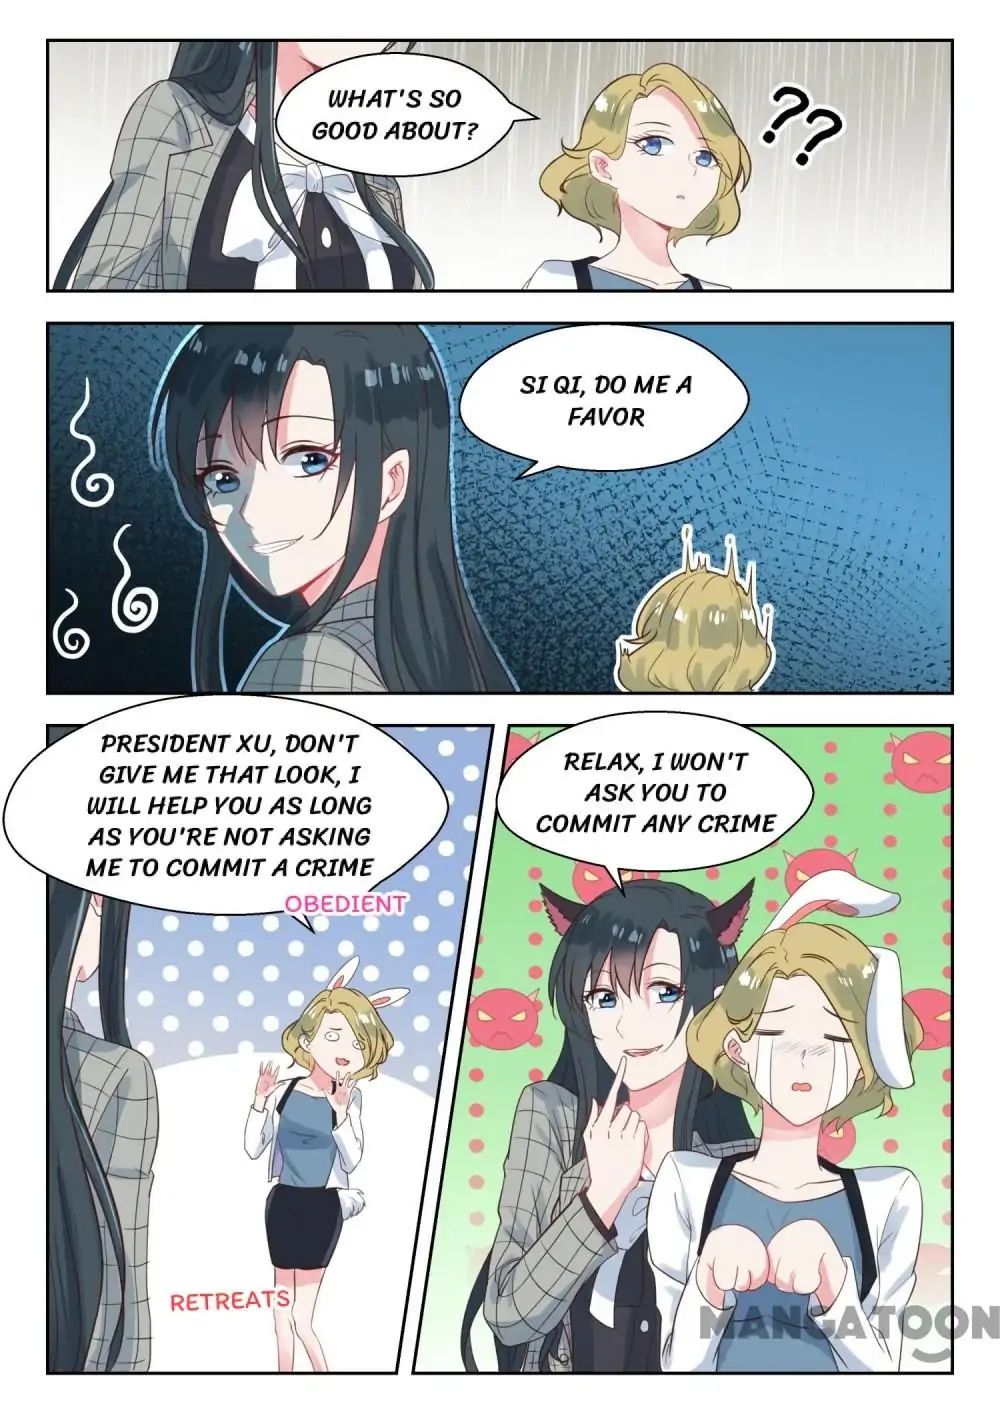 WHAT'S SO
GOOD ABOUT?
??
SI QI, DO ME A
FAVOR
PRESIDENT XU, DON'T
GIVE ME THAT LOOK, I
WILL HELP YOU AS LONG
AS YOU'RE NOT ASKING
ME TO COMMIT A CRIME
OBEDIENT
RETREATS
RELAX, I WON'T
ASK YOU TO
COMMIT ANY CRIME
MANGATOON